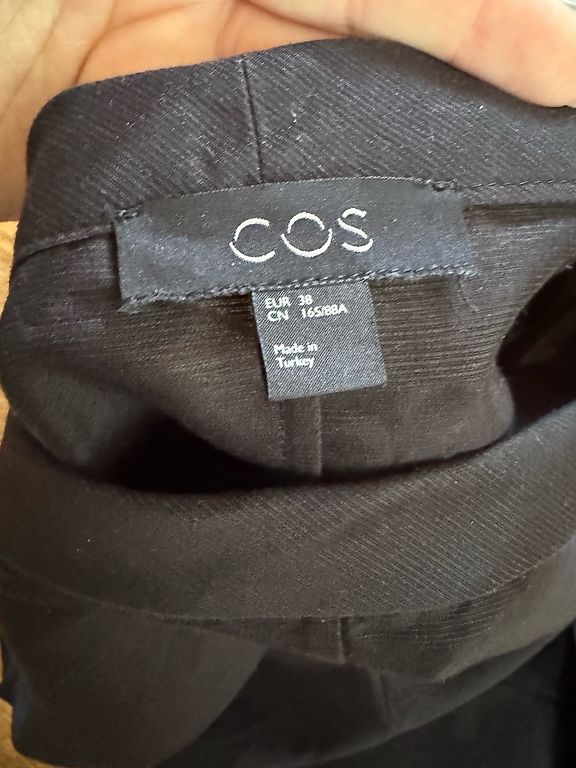 COS
EUR 38
CN 165/88A
Made in
Turkey